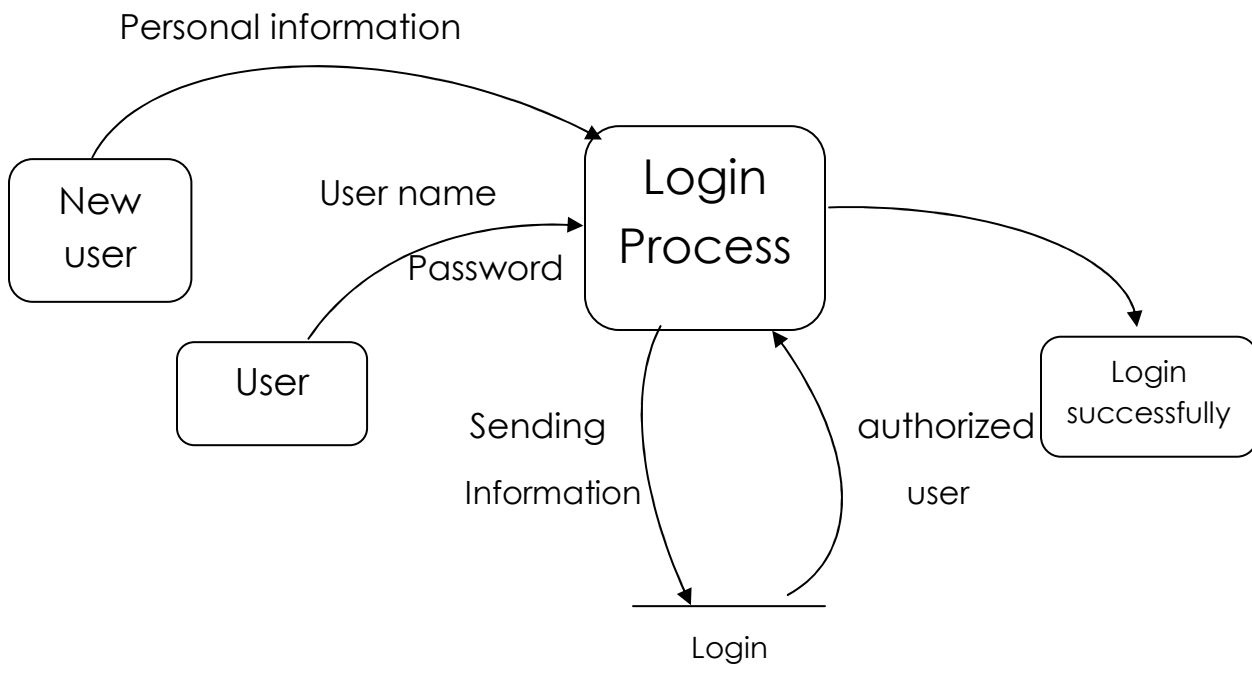 Personal information
New
user
User name
Password
Login
Process
User
Login
successfully
Sending
Information
authorized
user
Login